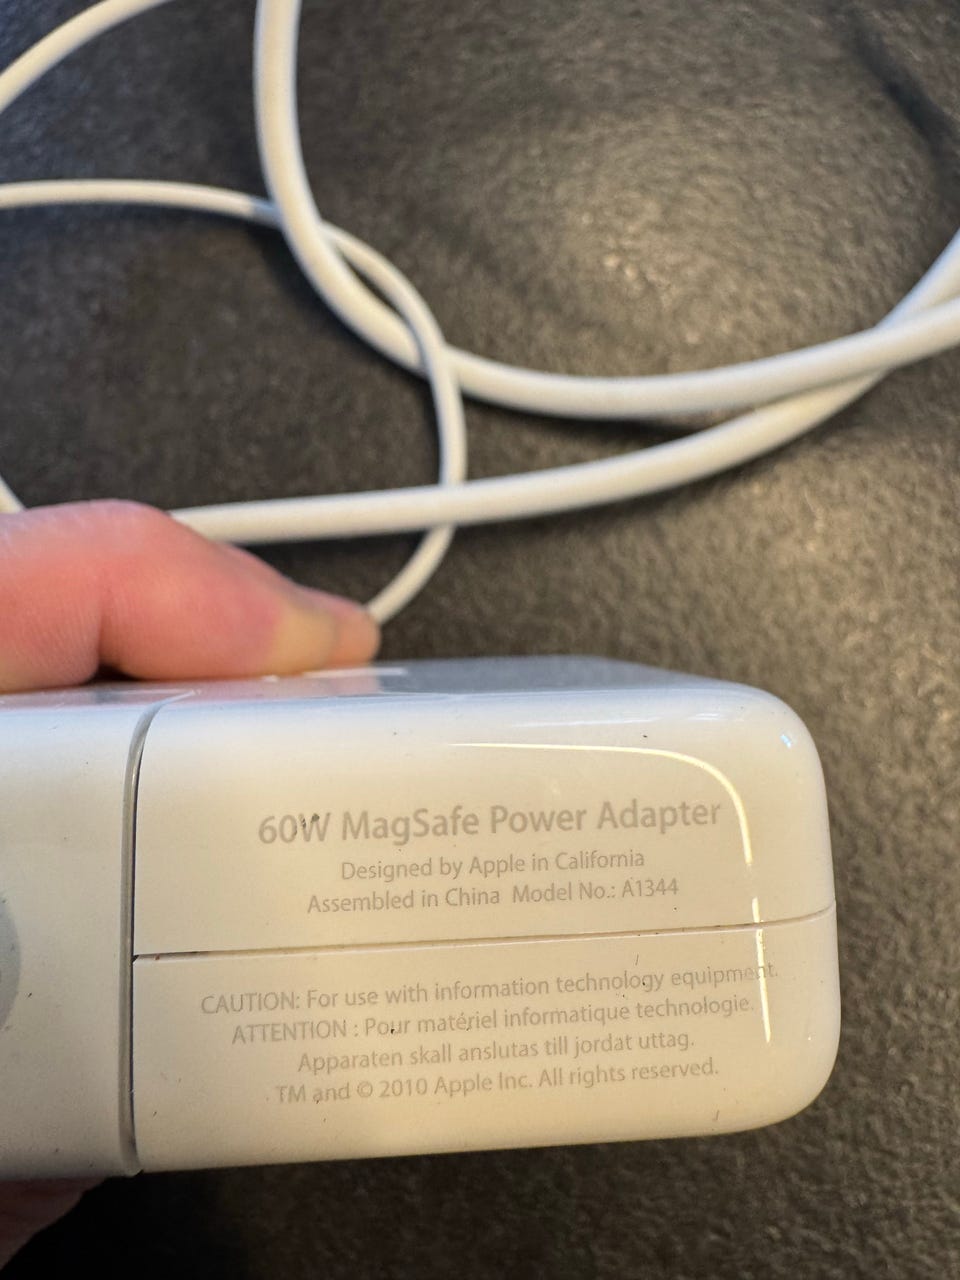 60W MagSafe Power Adapter
Designed by Apple in California
Assembled in China Model No.: A1344
CAUTION: For use with information technology equipment.
ATTENTION : Pour matériel informatique technologie.
Apparaten skall anslutas till jordat uttag.
TM and © 2010 Apple Inc. All rights reserved.